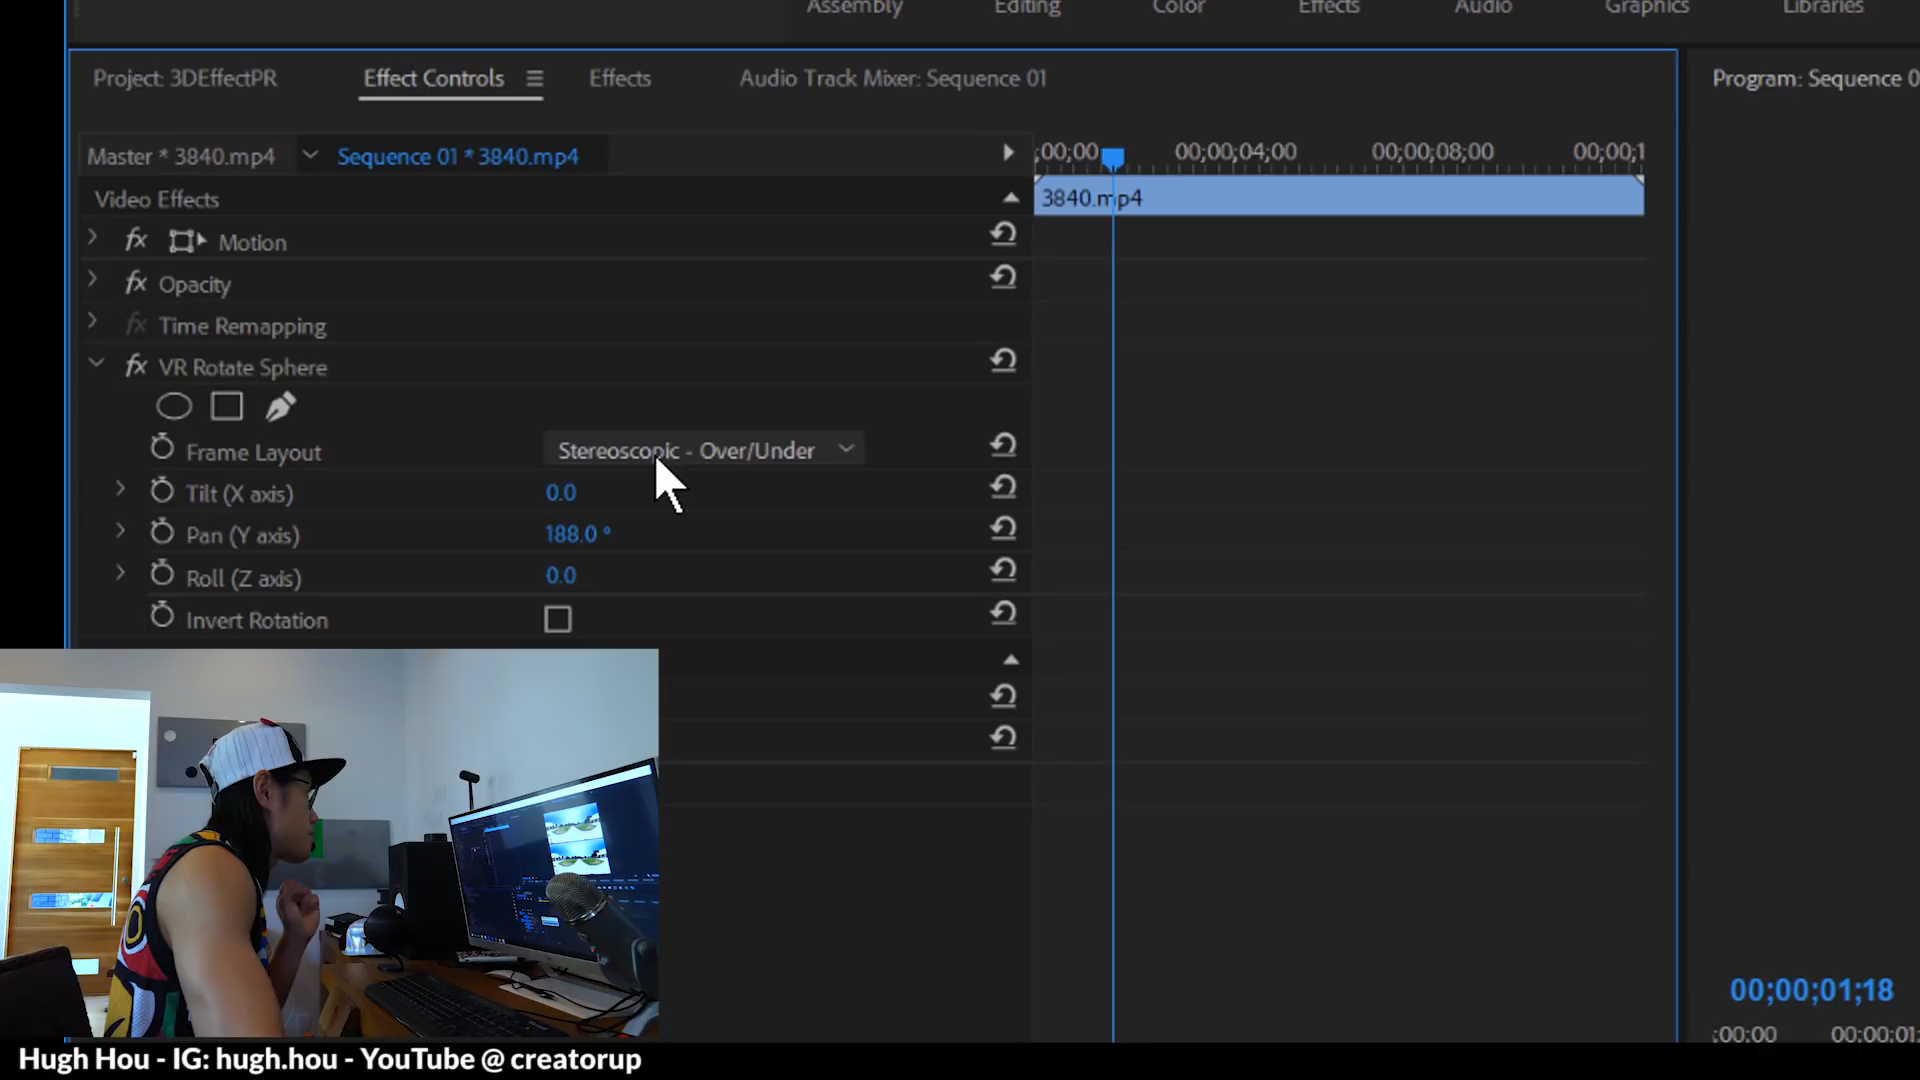 Assembly Editing Color Effects Audio Graphics Libraries
Project: 3DEffectPR Effect Controls Effects Audio Track Mixer: Sequence 01 Program: Sequence 0
Master * 3840.mp4 Sequence 01 * 3840.mp4 ;00;00 00;00;04;00 00;00;08;00 00;00;1
Video Effects 3840.mp4
fx Motion
fx Opacity
fx Time Remapping
fx VR Rotate Sphere
Frame Layout Stereoscopic - Over/Under
Tilt (X axis) 0.0
Pan (Y axis) 188.0 °
Roll (Z axis) 0.0
Invert Rotation
00;00;01;18
;00;00 00;00;01;
Hugh Hou - IG: hugh.hou - YouTube @ creatorup